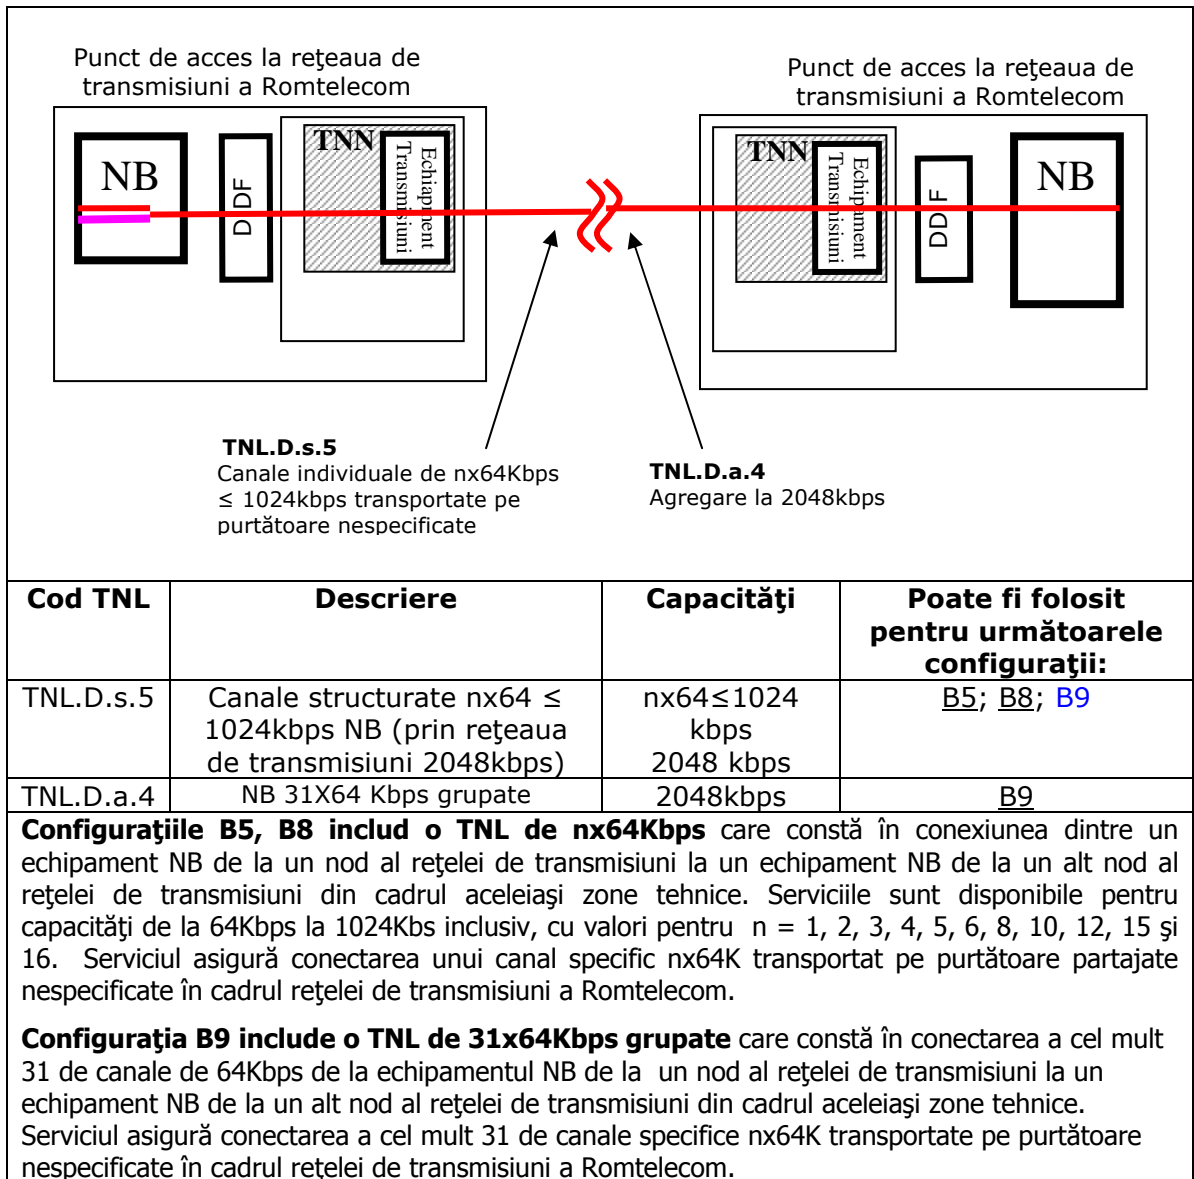 Punct de acces la reţeaua de
transmisiuni a Romtelecom
Punct de acces la reţeaua de
transmisiuni a Romtelecom
NB
D DF
TNN
Echiapment
Transmisiuni
TNN
Echipament
Transmisiuni
DD F
NB
TNL.D.s.5
Canale individuale de nx64Kbps
≤ 1024kbps transportate pe
purtătoare nespecificate
TNL.D.a.4
Agregare la 2048kbps
Cod TNL
Descriere
Capacităţi
Poate fi folosit
pentru următoarele
configuraţii:
TNL.D.s.5
Canale structurate nx64 ≤
1024kbps NB (prin reţeaua
de transmisiuni 2048kbps)
nx64≤1024
kbps
2048 kbps
B5; B8; B9
TNL.D.a.4
NB 31X64 Kbps grupate
2048kbps
B9
Configuraţiile B5, B8 includ o TNL de nx64Kbps care constă în conexiunea dintre un
echipament NB de la un nod al reţelei de transmisiuni la un echipament NB de la un alt nod al
reţelei de transmisiuni din cadrul aceleiaşi zone tehnice. Serviciile sunt disponibile pentru
capacităţi de la 64Kbps la 1024Kbs inclusiv, cu valori pentru n = 1, 2, 3, 4, 5, 6, 8, 10, 12, 15 şi
16. Serviciul asigură conectarea unui canal specific nx64K transportat pe purtătoare partajate
nespecificate în cadrul reţelei de transmisiuni a Romtelecom.
Configuraţia B9 include o TNL de 31x64Kbps grupate care constă în conectarea a cel mult
31 de canale de 64Kbps de la echipamentul NB de la un nod al reţelei de transmisiuni la un
echipament NB de la un alt nod al reţelei de transmisiuni din cadrul aceleiaşi zone tehnice.
Serviciul asigură conectarea a cel mult 31 de canale specifice nx64K transportate pe purtătoare
nespecificate în cadrul reţelei de transmisiuni a Romtelecom.